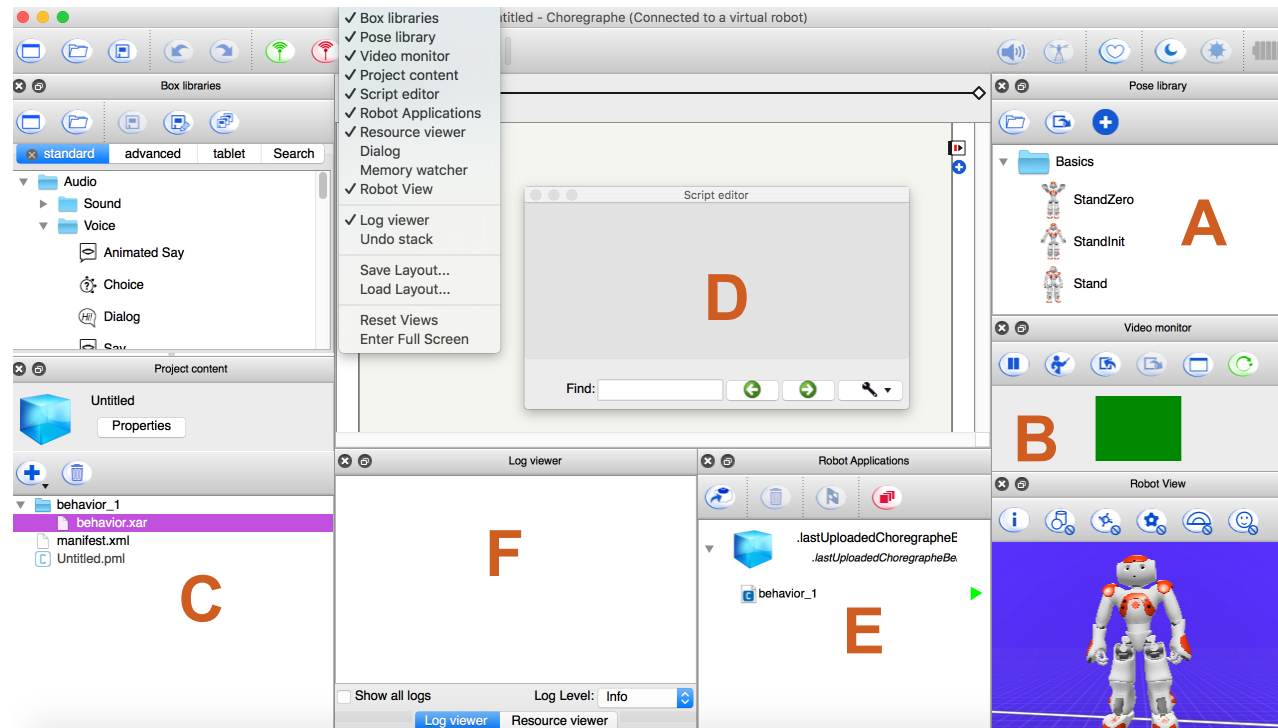 ntitled - Choregraphe (Connected to a virtual robot)
✓ Box libraries
✓ Pose library
✓ Video monitor
✓ Project content
✓ Script editor
✓ Robot Applications
✓ Resource viewer
Dialog
Memory watcher
✓ Robot View
✓ Log viewer
Undo stack
Save Layout...
Load Layout...
Reset Views
Enter Full Screen
Box libraries
standard advanced tablet Search
Audio
Sound
Voice
Animated Say
Choice
Dialog
Say
Project content
Untitled
Properties
behavior_1
behavior.xar
manifest.xml
Untitled.pml
C
Script editor
D
Find:
Log viewer
F
Show all logs Log Level: Info
Log viewer Resource viewer
Robot Applications
.lastUploadedChoregrapheB
.lastUploadedChoregrapheBe
behavior_1
E
Pose library
Basics
StandZero
StandInit
Stand
A
Video monitor
B
Robot View